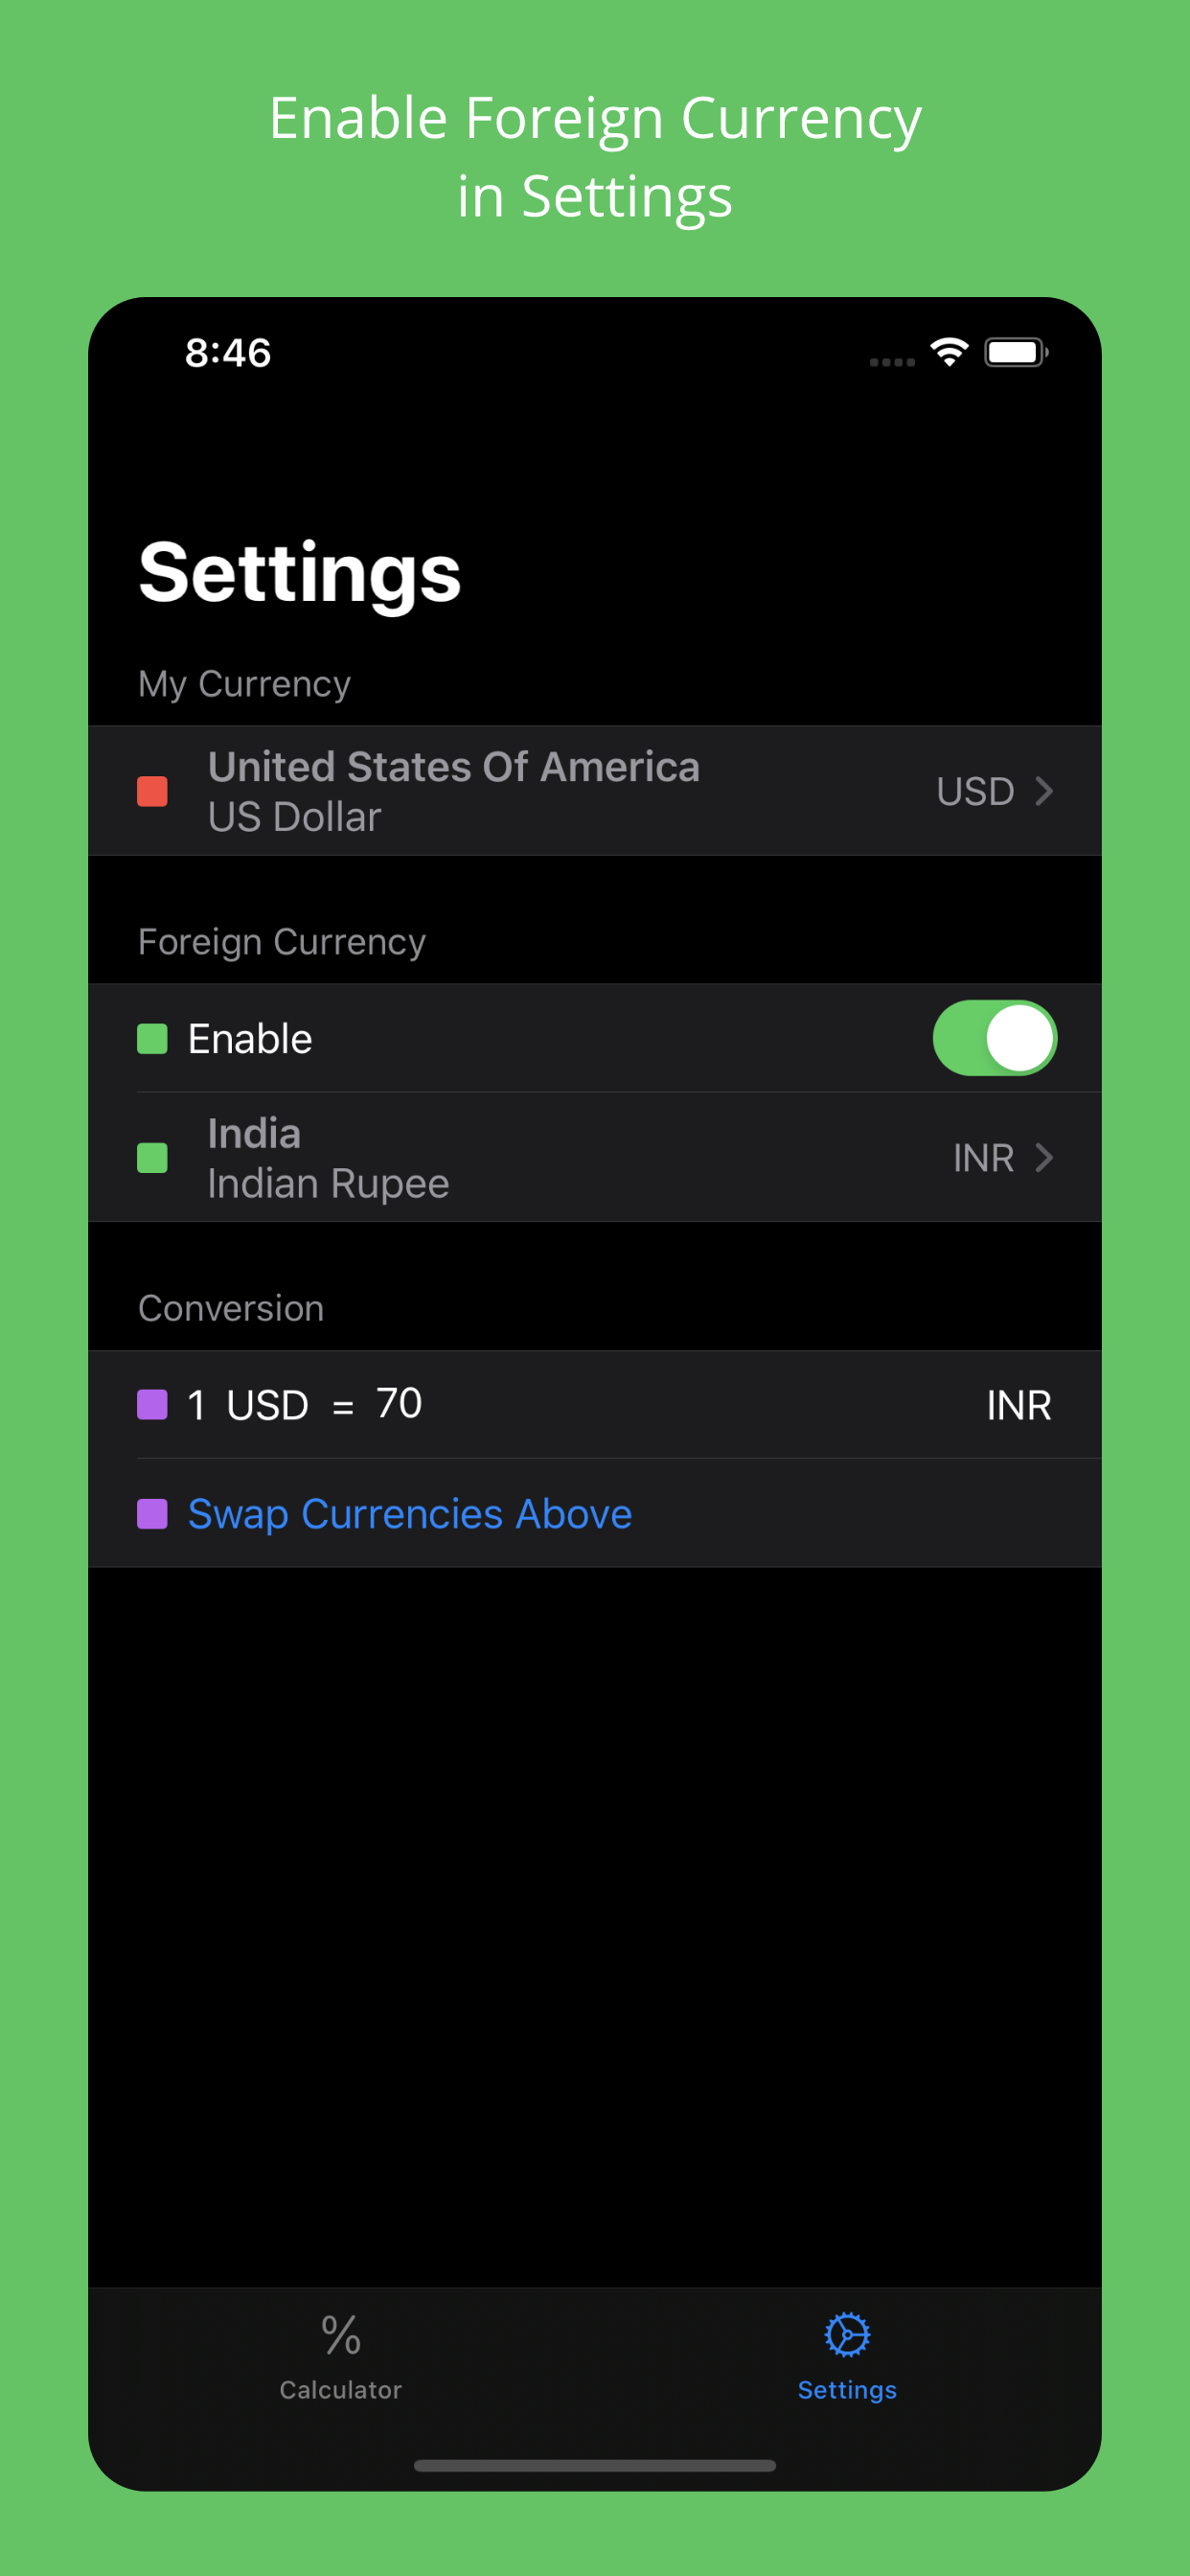 Enable Foreign Currency
in Settings
8:46
Settings
My Currency
United States Of America
US Dollar
USD
Foreign Currency
Enable
India
Indian Rupee
INR
Conversion
1 USD = 70 INR
Swap Currencies Above
%
Calculator
Settings